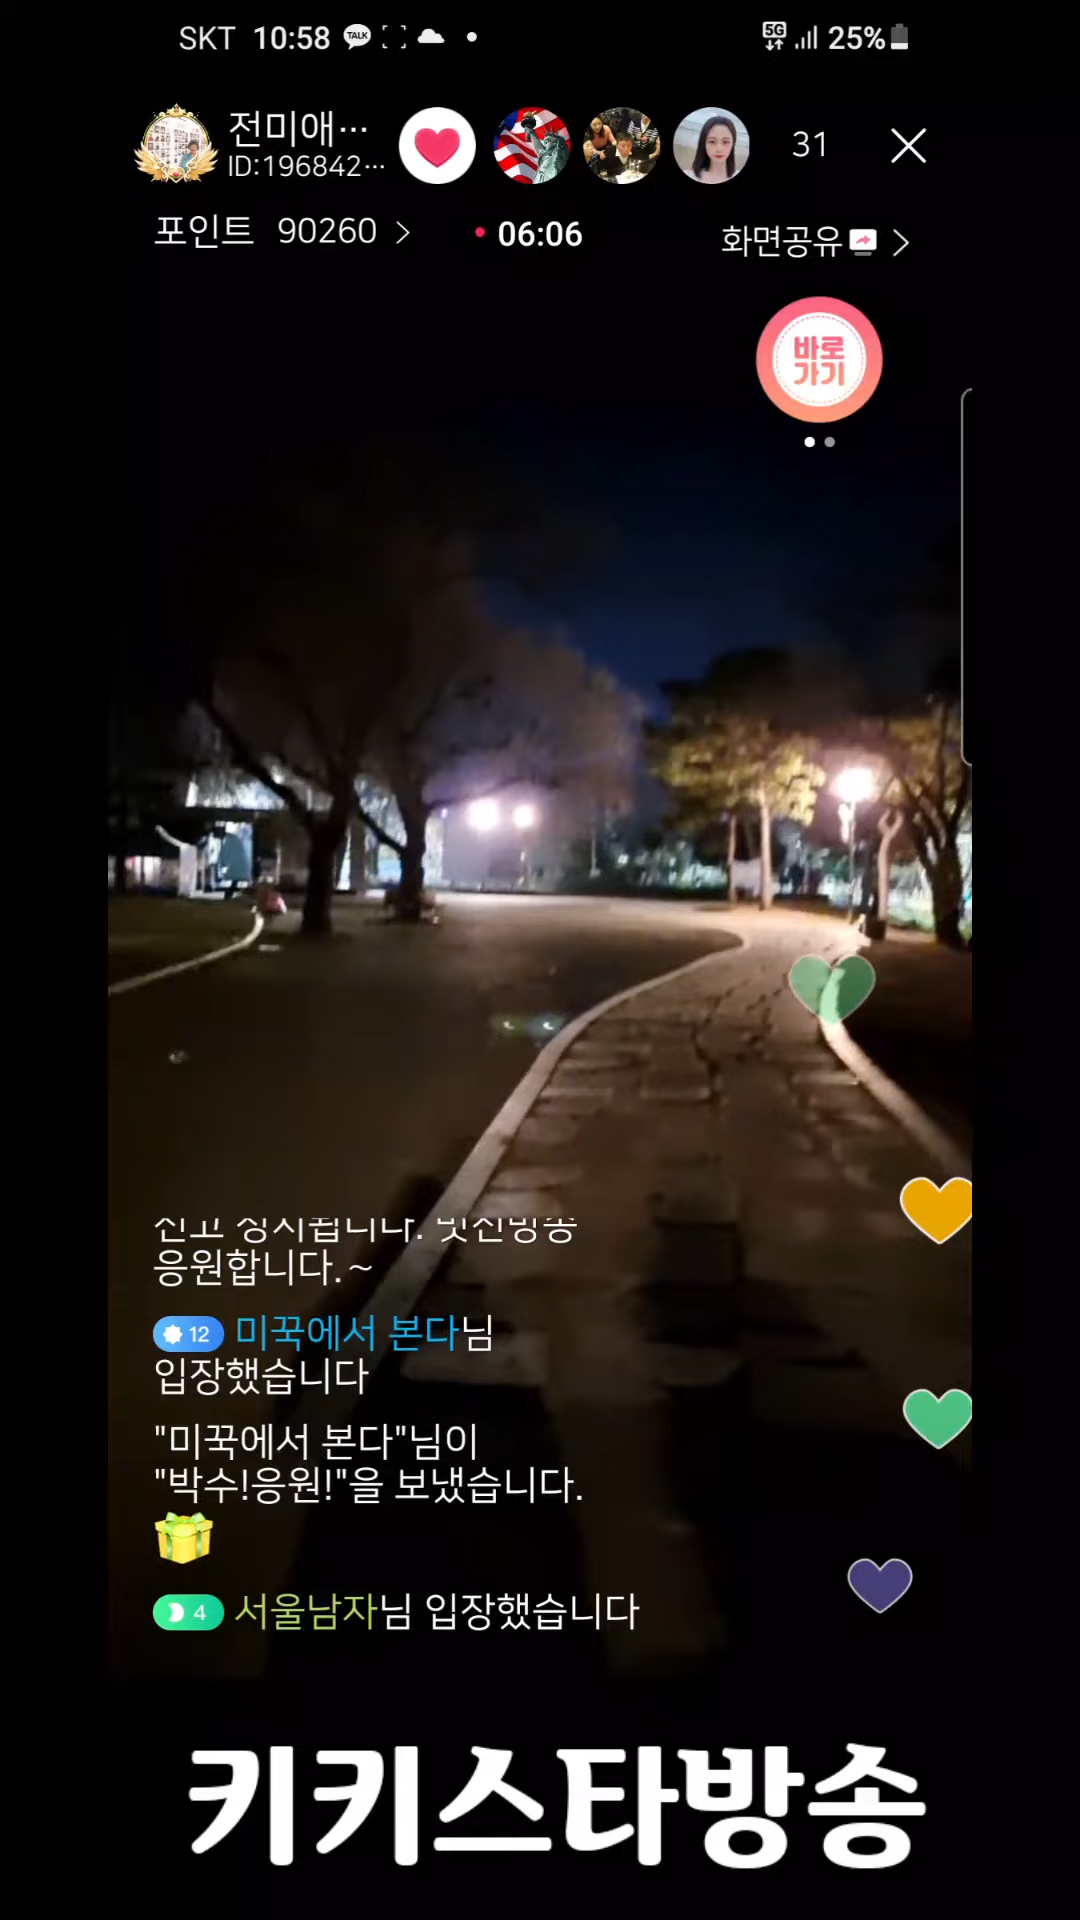 SKT 10:58 TALK
5G 25%
전미애…
ID:196842…
31
포인트 90260 >
06:06
화면공유 >
바로
가기
응원합니다.~
12 미꾹에서 본다님
입장했습니다
"미꾹에서 본다"님이
"박수!응원!"을 보냈습니다.
4 서울남자님 입장했습니다
키키스타방송